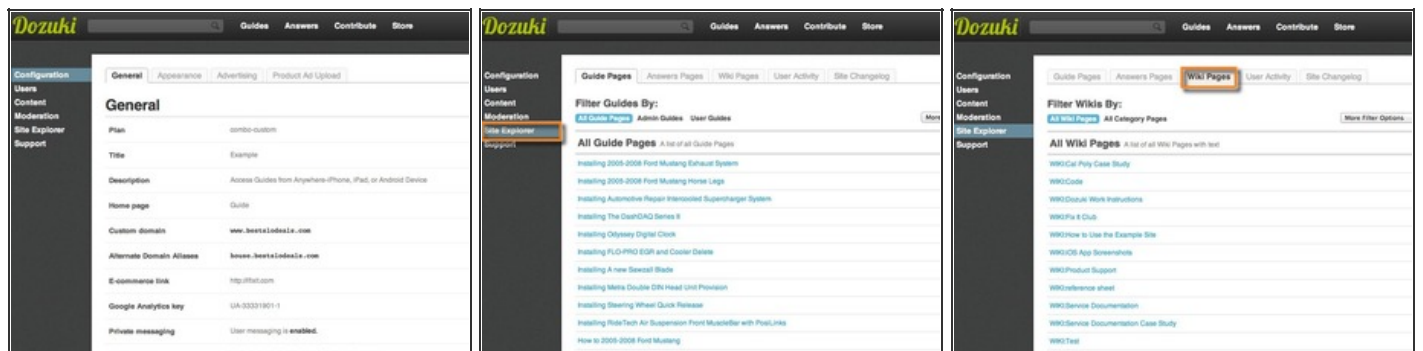 Dozuki
Guides Answers Contribute Store
Configuration
Users
Content
Moderation
Site Explorer
Support
General Appearance Advertising Product Ad Upload
General
Plan combo-custom
Title Example
Description Access Guides from Anywhere-iPhone, iPad, or Android Device
Home page Guide
Custom domain www.bestslodeals.com
Alternate Domain Aliases house.bestslodeals.com
E-commerce link http://ifixit.com
Google Analytics key UA-33331901-1
Private messaging User messaging is enabled.
Dozuki
Guides Answers Contribute Store
Configuration
Users
Content
Moderation
Site Explorer
Support
Guide Pages Answers Pages Wiki Pages User Activity Site Changelog
Filter Guides By:
All Guide Pages Admin Guides User Guides More
All Guide Pages A list of all Guide Pages
Installing 2005-2008 Ford Mustang Exhaust System
Installing 2005-2008 Ford Mustang Horse Legs
Installing Automotive Repair Intercooled Supercharger System
Installing The DashDAQ Series II
Installing Odyssey Digital Clock
Installing FLO-PRO EGR and Cooler Delete
Installing A new Sawzall Blade
Installing Metra Double DIN Head Unit Provision
Installing Steering Wheel Quick Release
Installing RideTech Air Suspension Front MuscleBar with PosiLinks
How to 2005-2008 Ford Mustang
Dozuki
Guides Answers Contribute Store
Configuration
Users
Content
Moderation
Site Explorer
Support
Guide Pages Answers Pages Wiki Pages User Activity Site Changelog
Filter Wikis By:
All Wiki Pages All Category Pages More Filter Options
All Wiki Pages A list of all Wiki Pages with text
WIKI:Cal Poly Case Study
WIKI:Code
WIKI:Dozuki Work Instructions
WIKI:Fix It Club
WIKI:How to Use the Example Site
WIKI:iOS App Screenshots
WIKI:Product Support
WIKI:reference sheet
WIKI:Service Documentation
WIKI:Service Documentation Case Study
WIKI:Test